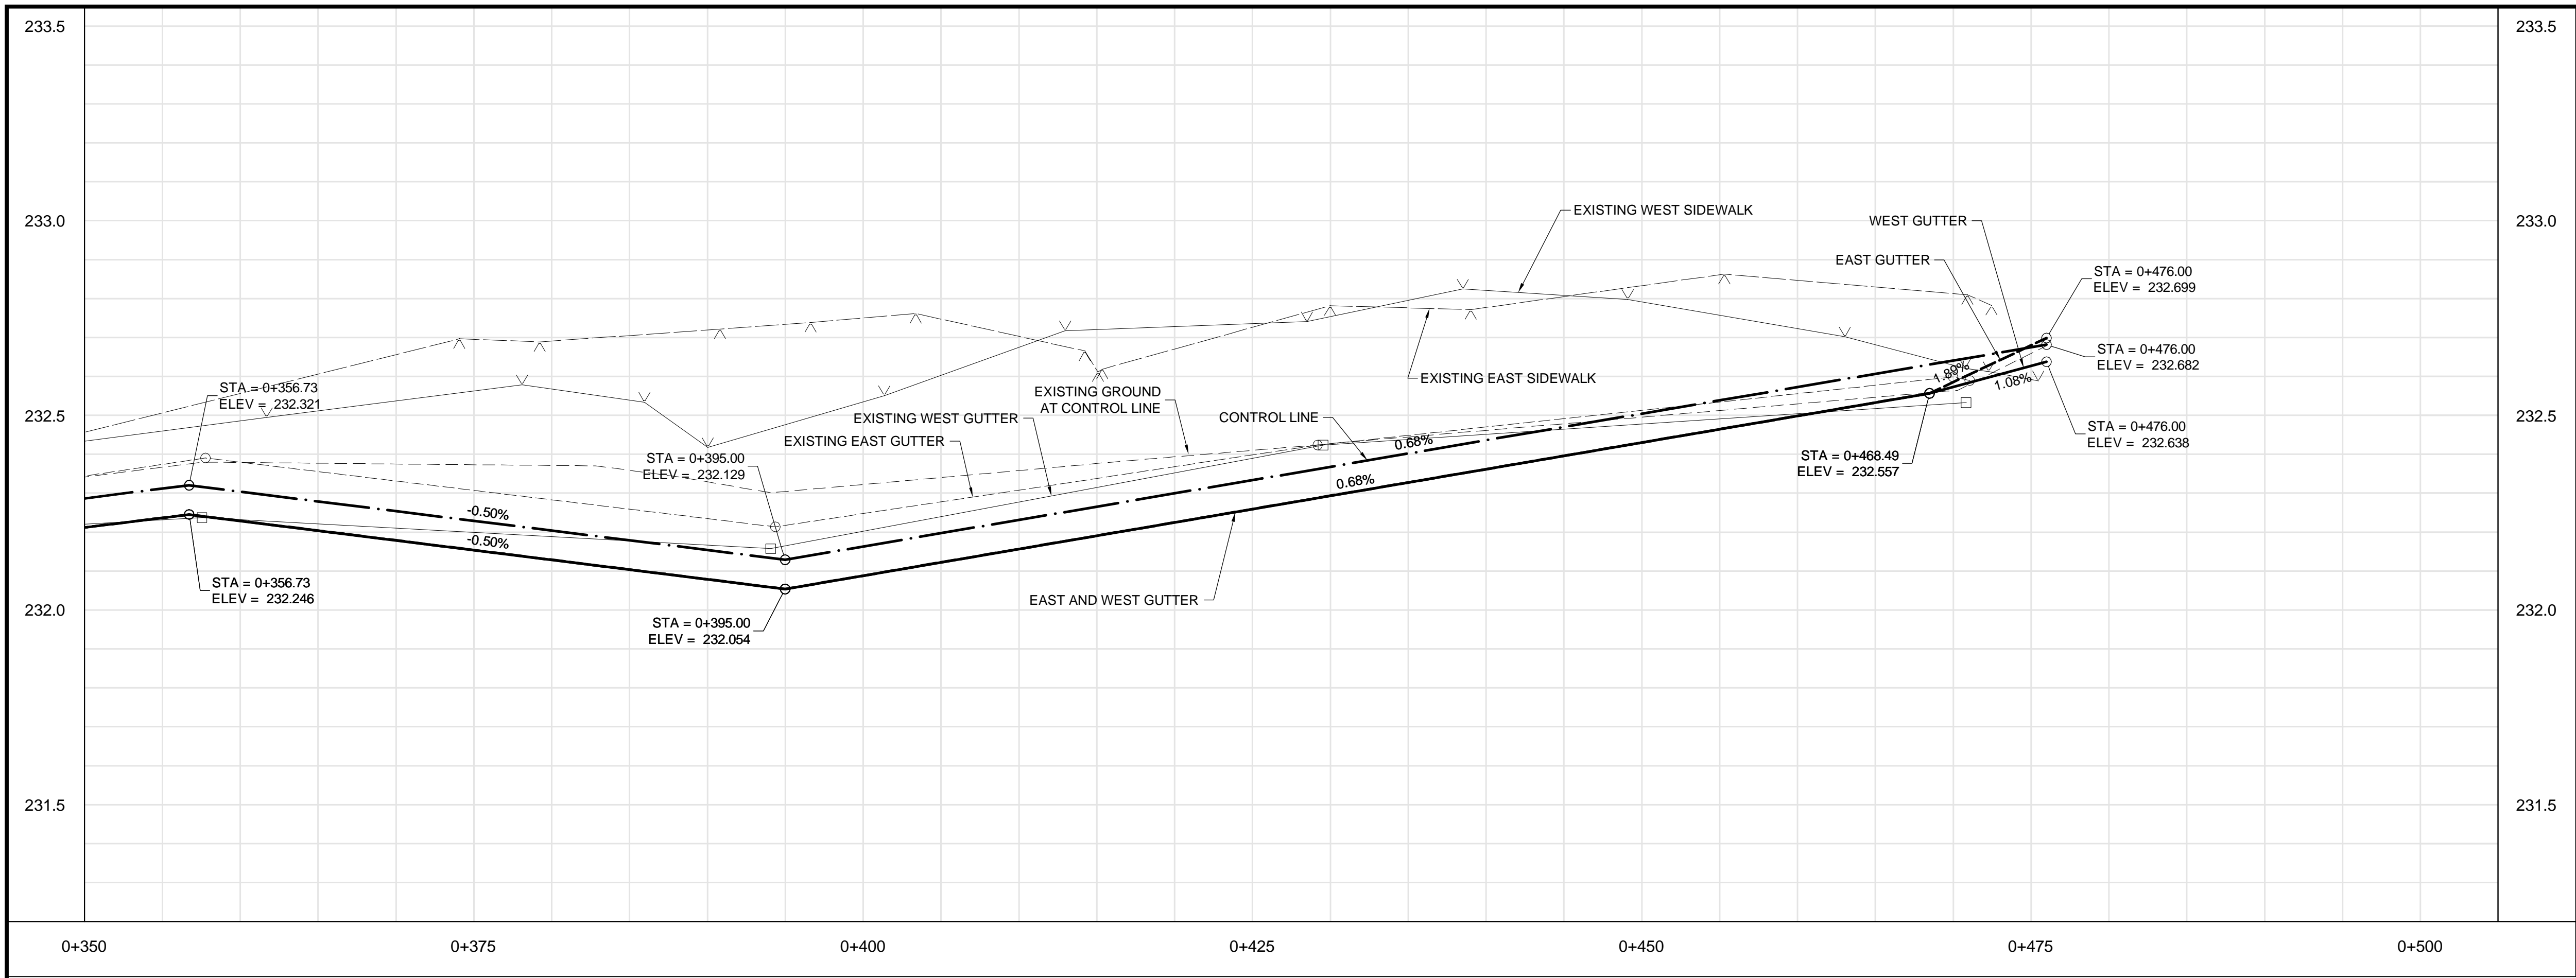 233.5
233.5
EXISTING WEST SIDEWALK
233.0
WEST GUTTER
233.0
EAST GUTTER
STA = 0+476.00
ELEV = 232.699
STA = 0+476.00
ELEV = 232.682
STA = 0+356.73
ELEV = 232.321
EXISTING EAST SIDEWALK
1.89%
1.08%
EXISTING GROUND
AT CONTROL LINE
232.5
EXISTING WEST GUTTER
CONTROL LINE
232.5
EXISTING EAST GUTTER
0.68%
STA = 0+476.00
ELEV = 232.638
STA = 0+395.00
ELEV = 232.129
STA = 0+468.49
ELEV = 232.557
0.68%
-0.50%
-0.50%
STA = 0+356.73
ELEV = 232.246
232.0
EAST AND WEST GUTTER
232.0
STA = 0+395.00
ELEV = 232.054
231.5
231.5
0+350
0+375
0+400
0+425
0+450
0+475
0+500